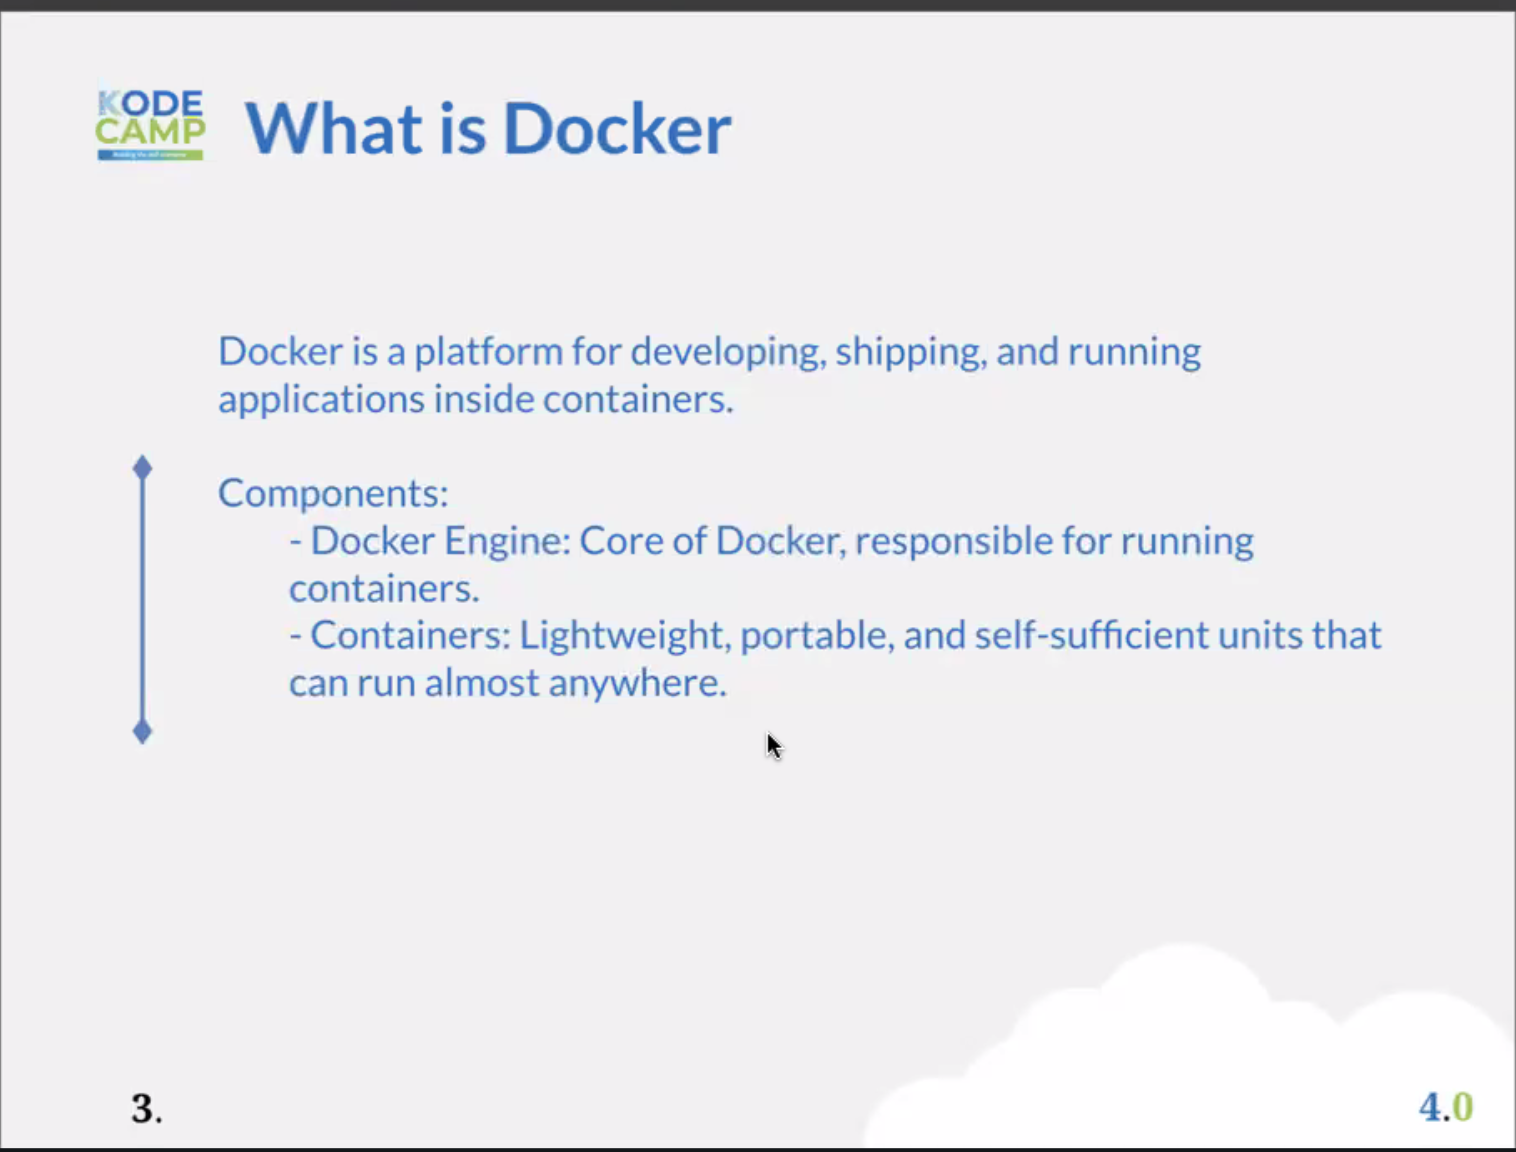 KODE
CAMP
What is Docker
Docker is a platform for developing, shipping, and running
applications inside containers.
Components:
- Docker Engine: Core of Docker, responsible for running
containers.
- Containers: Lightweight, portable, and self-sufficient units that
can run almost anywhere.
3.
4.0